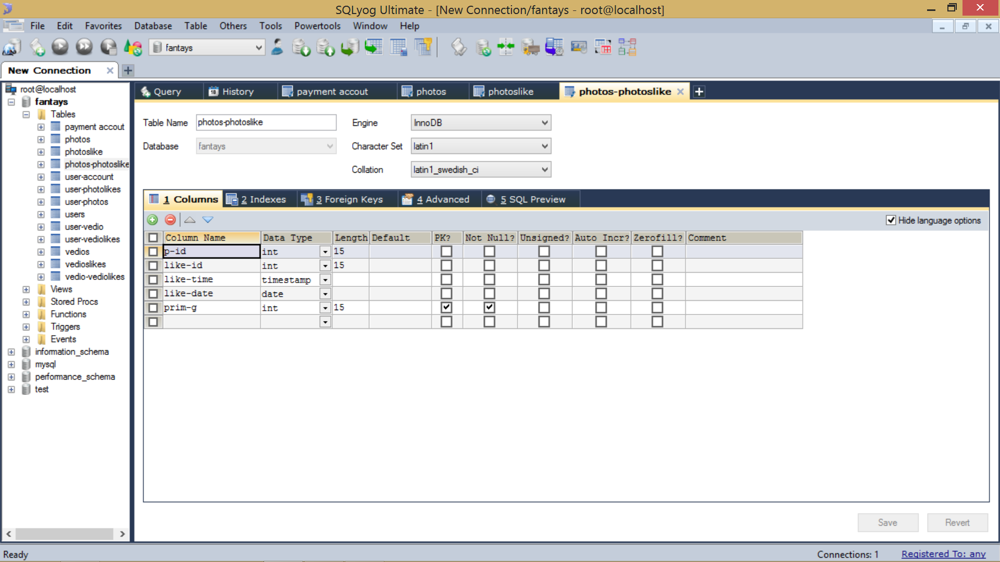 SQLyog Ultimate - [New Connection/fantays - root@localhost]
File Edit Favorites Database Table Others Tools Powertools Window Help
fantays
New Connection
root@localhost
fantays
Tables
payment accout
photos
photoslike
photos-photoslike
user-account
user-photolikes
user-photos
users
user-vedio
user-vediolikes
vedios
vedioslikes
vedio-vediolikes
Views
Stored Procs
Functions
Triggers
Events
information_schema
mysql
performance_schema
test
Query 18 History payment accout photos photoslike photos-photoslike
Table Name photos-photoslike Engine InnoDB
Database fantays Character Set latin1
Collation latin1_swedish_ci
1 Columns 2 Indexes 3 Foreign Keys 4 Advanced 5 SQL Preview
Hide language options
Column Name Data Type Length Default PK? Not Null? Unsigned? Auto Incr? Zerofill? Comment
p-id int 15
like-id int 15
like-time timestamp
like-date date
prim-g int 15
Save Revert
Ready Connections: 1 Registered To: any